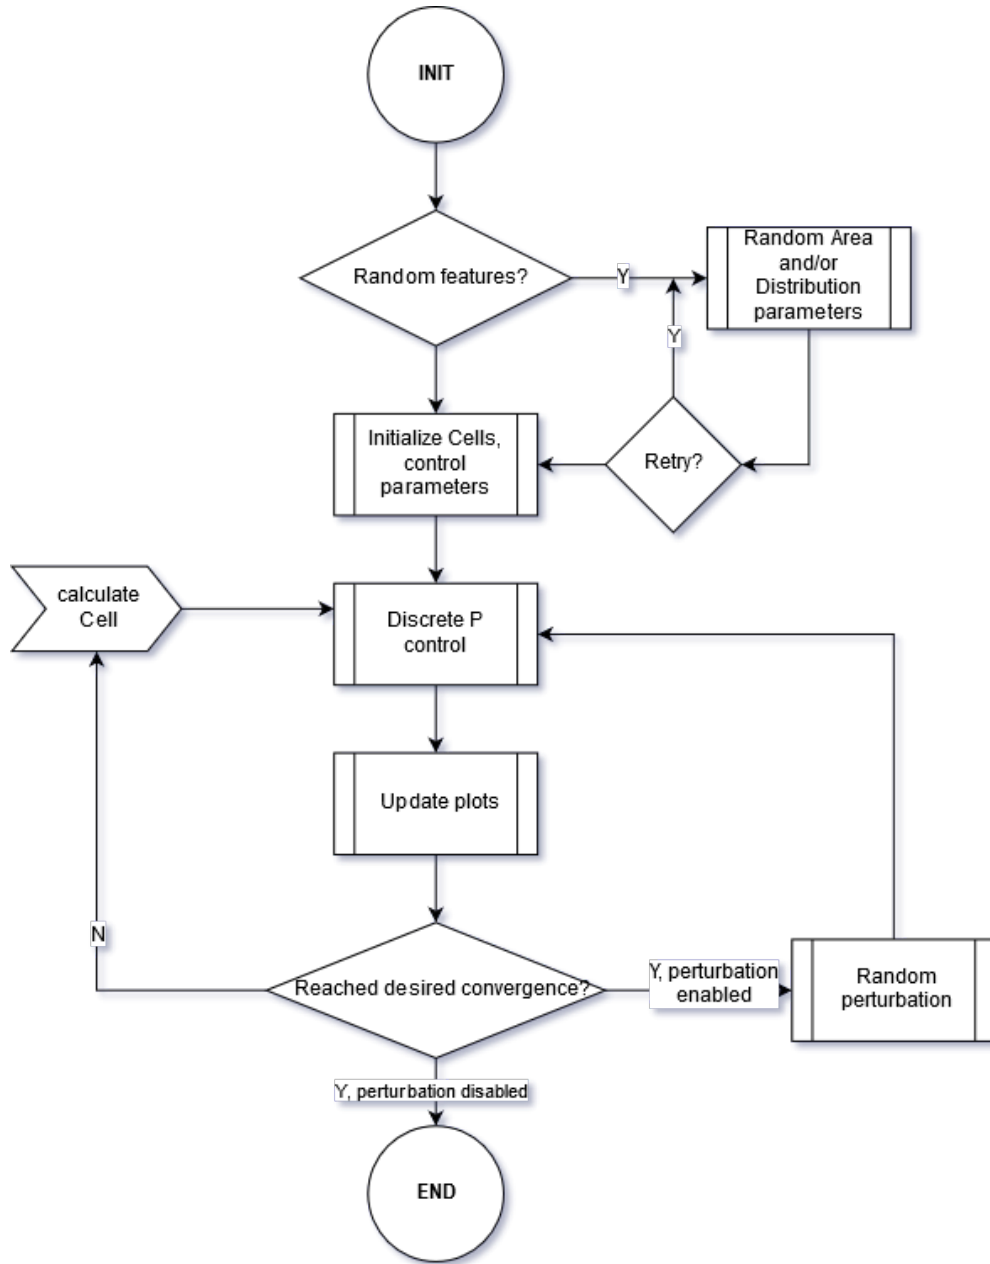 INIT
Random features?
Y
Random Area
and/or
Distribution
parameters
Y
Initialize Cells,
control
parameters
Retry?
calculate
Cell
Discrete P
control
Update plots
N
Reached desired convergence?
Y, perturbation
enabled
Random
perturbation
Y, perturbation disabled
END